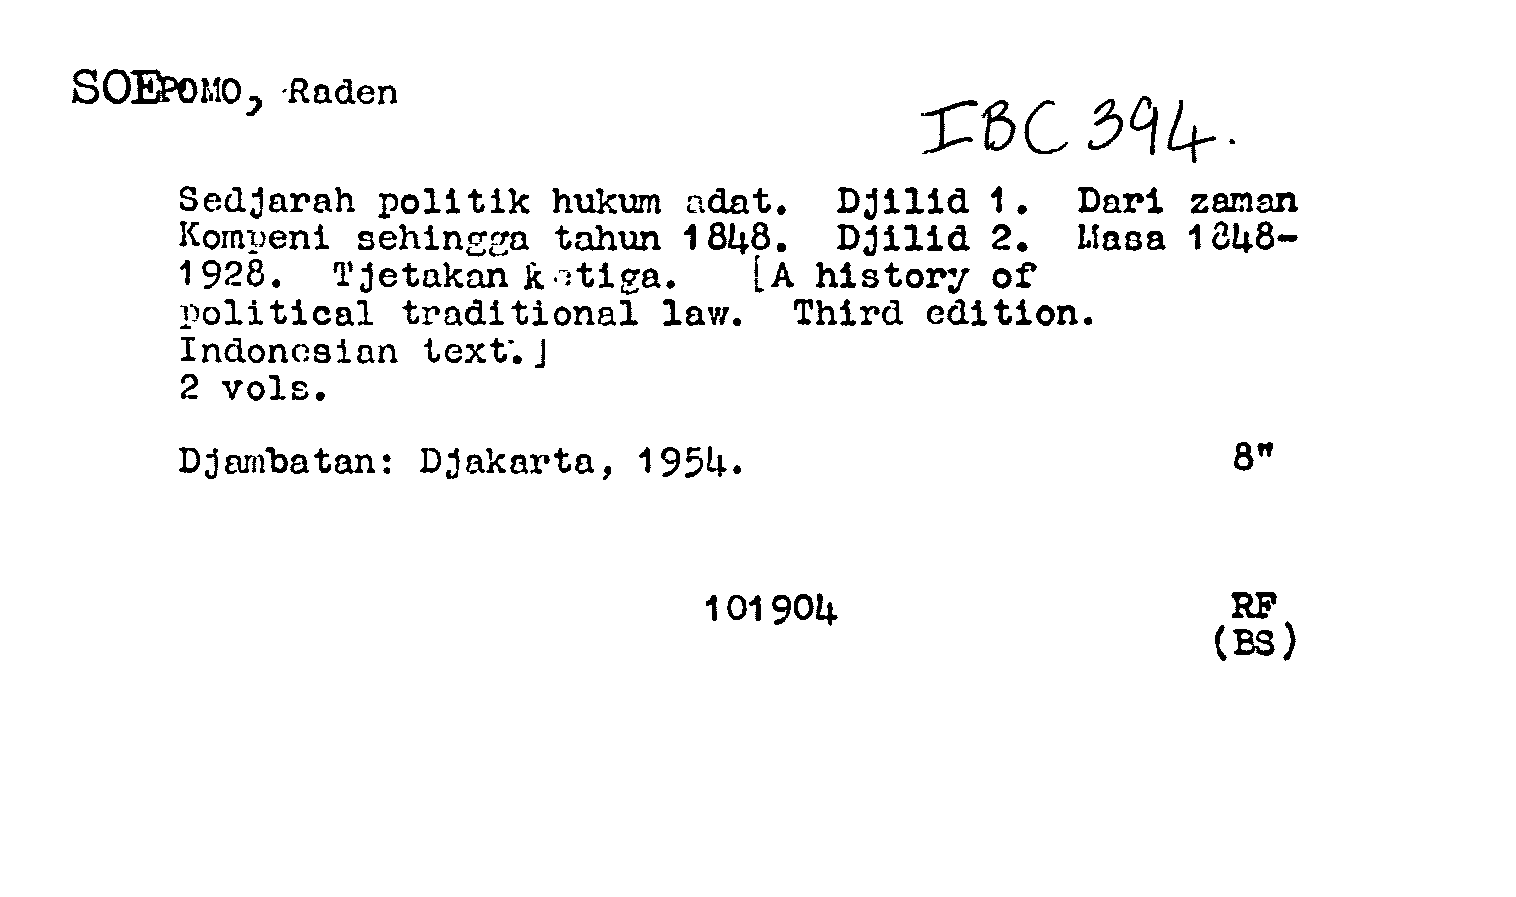 SOEPOMO, Raden
IBC 394.
Sedjarah politik hukum adat. Djilid 1. Dari zaman
Kompeni sehingga tahun 1848. Djilid 2. Masa 1848-
1928. Tjetakan ketiga. [A history of
political traditional law. Third edition.
Indonesian text.]
2 vols.
Djambatan: Djakarta, 1954. 8"
101904 RF
(BS)